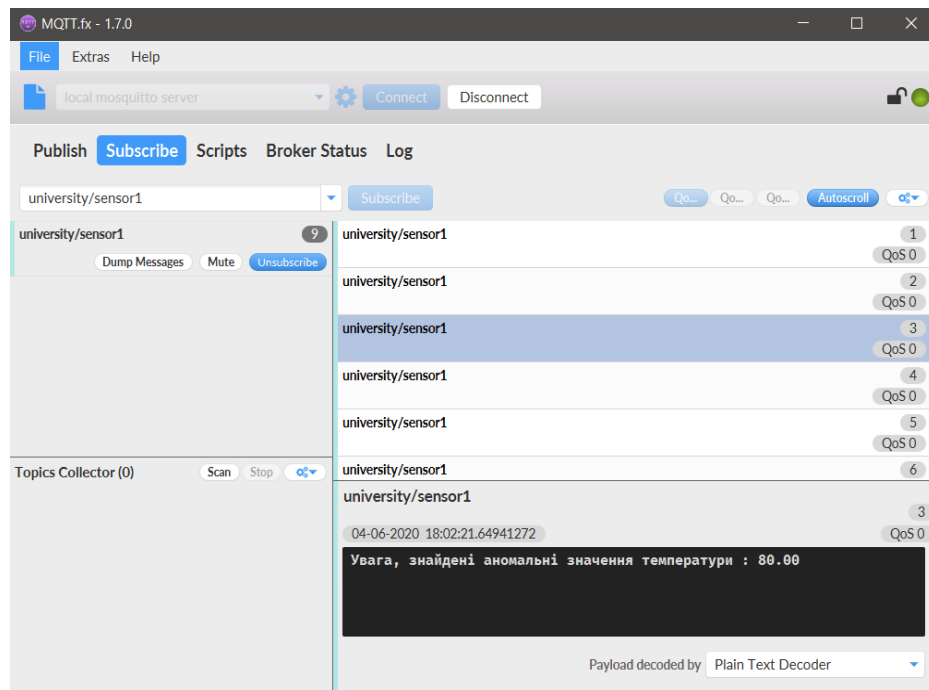 MQTT.fx - 1.7.0
File Extras Help
local mosquitto server Connect Disconnect
Publish Subscribe Scripts Broker Status Log
university/sensor1 Subscribe Qo... Qo... Qo... Autoscroll
university/sensor1 9
Dump Messages Mute Unsubscribe
university/sensor1 1
QoS 0
university/sensor1 2
QoS 0
university/sensor1 3
QoS 0
university/sensor1 4
QoS 0
university/sensor1 5
QoS 0
university/sensor1 6
Topics Collector (0) Scan Stop
university/sensor1
3
04-06-2020 18:02:21.64941272 QoS 0
Увага, знайдені аномальні значення температури : 80.00
Payload decoded by Plain Text Decoder